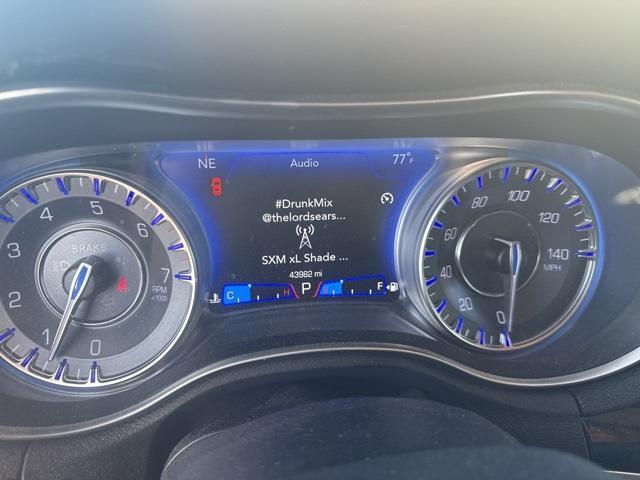 NE
Audio
77°F
#DrunkMix
@thelordsears...
SXM xL Shade ...
43982 mi
C
H
P
F
BRAKE
0
1
2
3
4
5
6
7
RPM
x1000
0
20
40
60
80
100
120
140
MPH